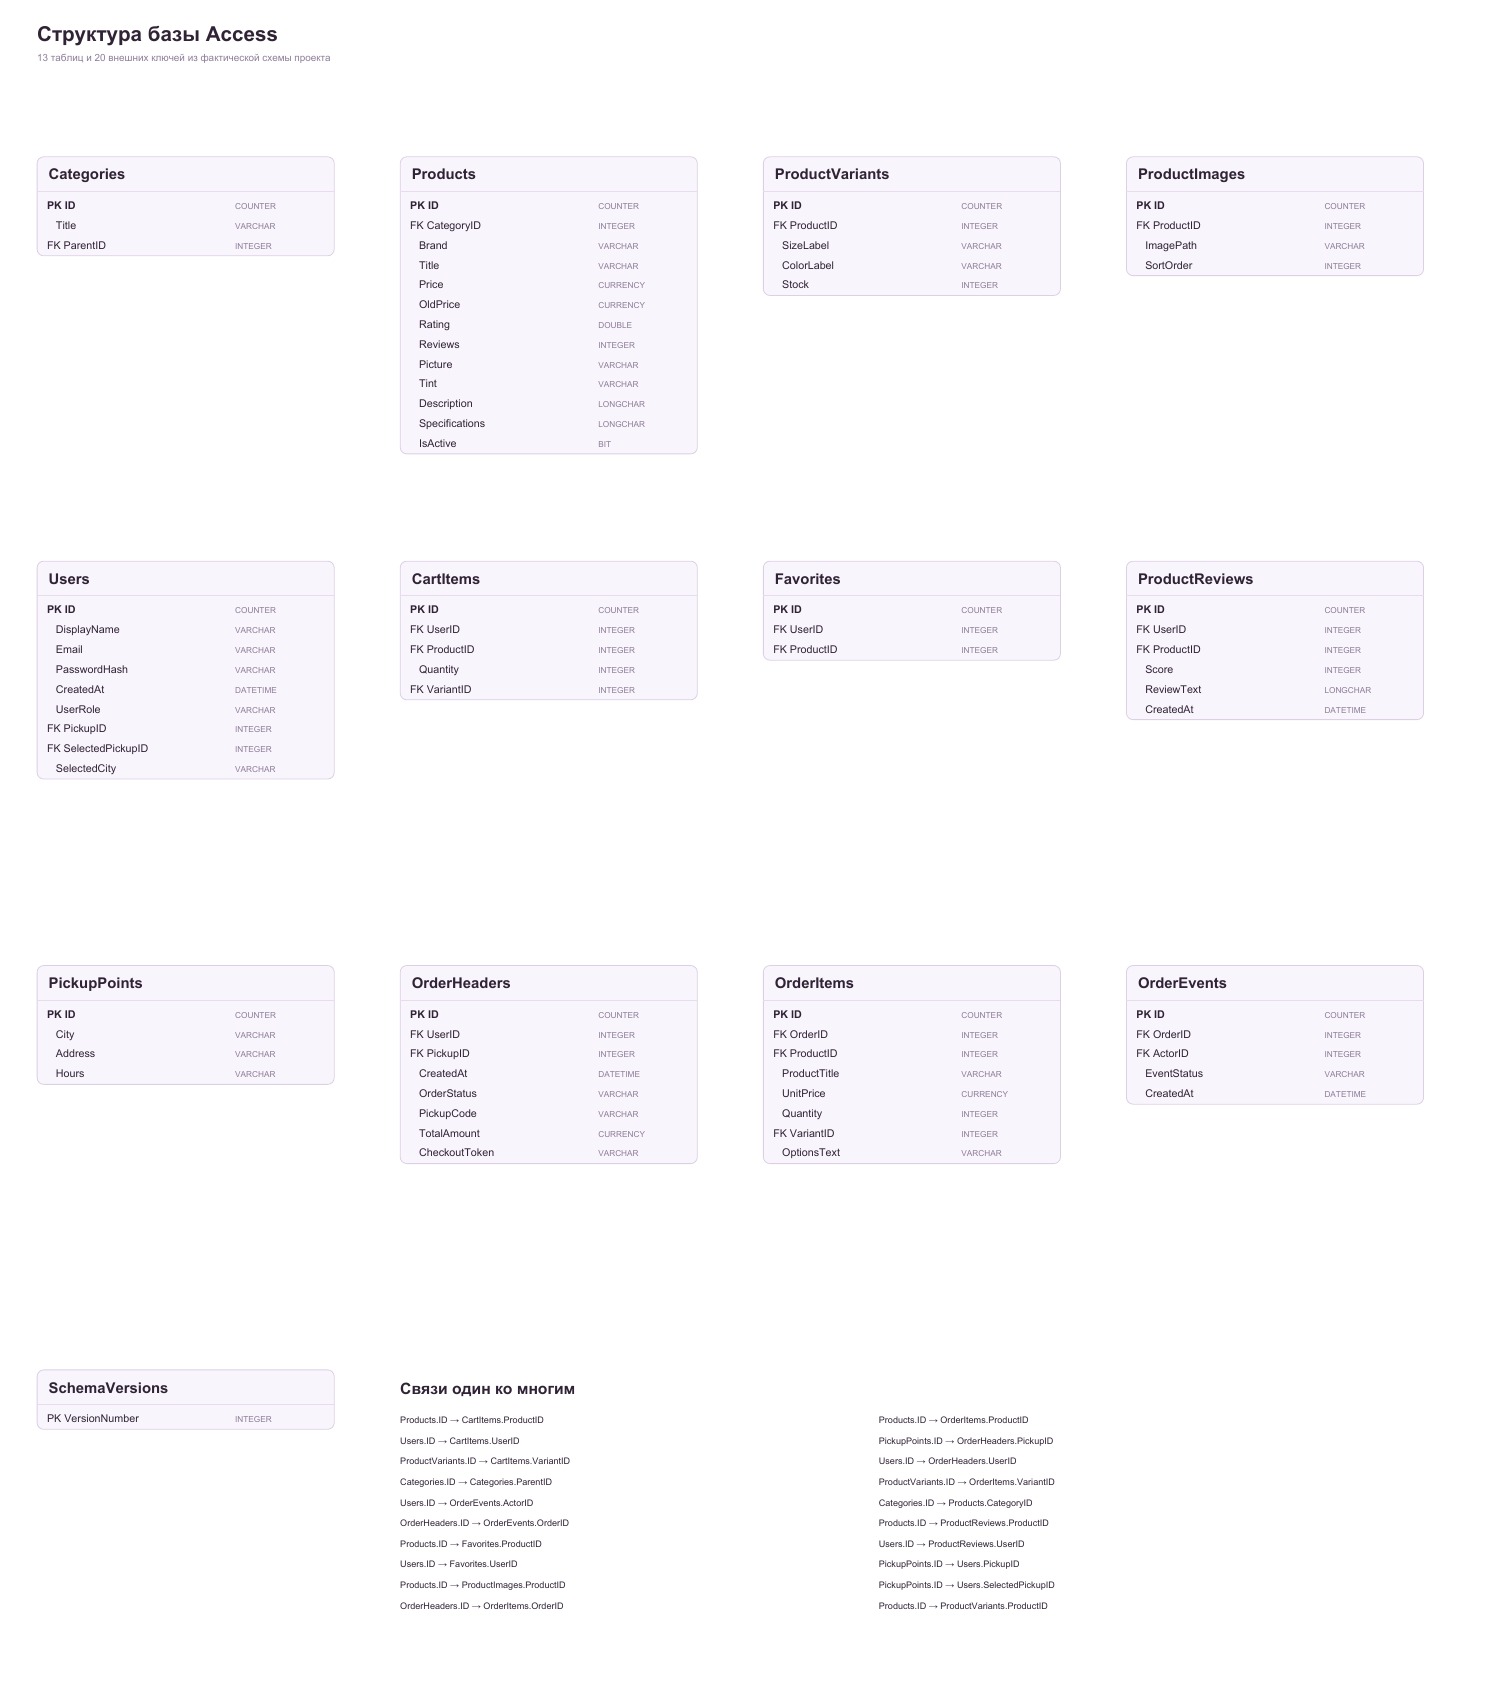 Структура базы Access
13 таблиц и 20 внешних ключей из фактической схемы проекта
Categories
PK ID COUNTER
Title VARCHAR
FK ParentID INTEGER
Products
PK ID COUNTER
FK CategoryID INTEGER
Brand VARCHAR
Title VARCHAR
Price CURRENCY
OldPrice CURRENCY
Rating DOUBLE
Reviews INTEGER
Picture VARCHAR
Tint VARCHAR
Description LONGCHAR
Specifications LONGCHAR
IsActive BIT
ProductVariants
PK ID COUNTER
FK ProductID INTEGER
SizeLabel VARCHAR
ColorLabel VARCHAR
Stock INTEGER
ProductImages
PK ID COUNTER
FK ProductID INTEGER
ImagePath VARCHAR
SortOrder INTEGER
Users
PK ID COUNTER
DisplayName VARCHAR
Email VARCHAR
PasswordHash VARCHAR
CreatedAt DATETIME
UserRole VARCHAR
FK PickupID INTEGER
FK SelectedPickupID INTEGER
SelectedCity VARCHAR
CartItems
PK ID COUNTER
FK UserID INTEGER
FK ProductID INTEGER
Quantity INTEGER
FK VariantID INTEGER
Favorites
PK ID COUNTER
FK UserID INTEGER
FK ProductID INTEGER
ProductReviews
PK ID COUNTER
FK UserID INTEGER
FK ProductID INTEGER
Score INTEGER
ReviewText LONGCHAR
CreatedAt DATETIME
PickupPoints
PK ID COUNTER
City VARCHAR
Address VARCHAR
Hours VARCHAR
OrderHeaders
PK ID COUNTER
FK UserID INTEGER
FK PickupID INTEGER
CreatedAt DATETIME
OrderStatus VARCHAR
PickupCode VARCHAR
TotalAmount CURRENCY
CheckoutToken VARCHAR
OrderItems
PK ID COUNTER
FK OrderID INTEGER
FK ProductID INTEGER
ProductTitle VARCHAR
UnitPrice CURRENCY
Quantity INTEGER
FK VariantID INTEGER
OptionsText VARCHAR
OrderEvents
PK ID COUNTER
FK OrderID INTEGER
FK ActorID INTEGER
EventStatus VARCHAR
CreatedAt DATETIME
SchemaVersions
PK VersionNumber INTEGER
Связи один ко многим
Products.ID → CartItems.ProductID
Users.ID → CartItems.UserID
ProductVariants.ID → CartItems.VariantID
Categories.ID → Categories.ParentID
Users.ID → OrderEvents.ActorID
OrderHeaders.ID → OrderEvents.OrderID
Products.ID → Favorites.ProductID
Users.ID → Favorites.UserID
Products.ID → ProductImages.ProductID
OrderHeaders.ID → OrderItems.OrderID
Products.ID → OrderItems.ProductID
PickupPoints.ID → OrderHeaders.PickupID
Users.ID → OrderHeaders.UserID
ProductVariants.ID → OrderItems.VariantID
Categories.ID → Products.CategoryID
Products.ID → ProductReviews.ProductID
Users.ID → ProductReviews.UserID
PickupPoints.ID → Users.PickupID
PickupPoints.ID → Users.SelectedPickupID
Products.ID → ProductVariants.ProductID